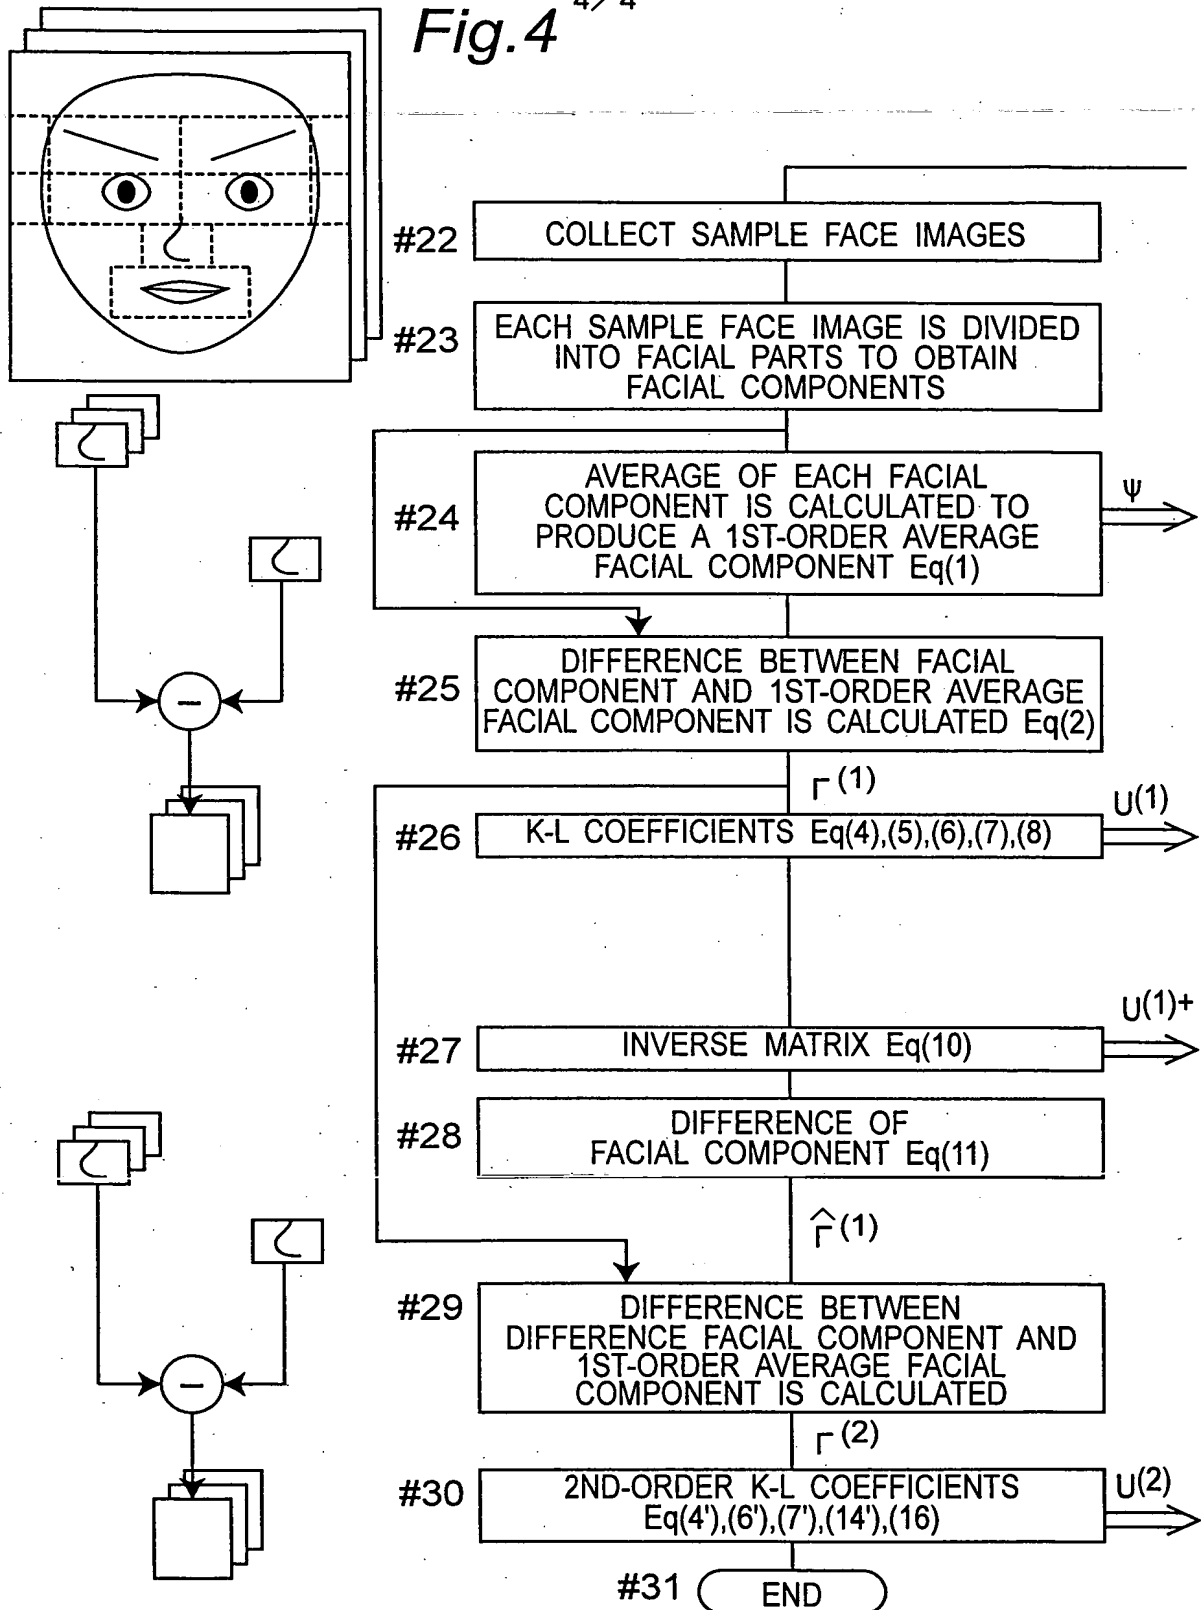 4/4
Fig.4
#22
COLLECT SAMPLE FACE IMAGES
#23
EACH SAMPLE FACE IMAGE IS DIVIDED
INTO FACIAL PARTS TO OBTAIN
FACIAL COMPONENTS
#24
AVERAGE OF EACH FACIAL
COMPONENT IS CALCULATED TO
PRODUCE A 1ST-ORDER AVERAGE
FACIAL COMPONENT Eq(1)
Ψ
#25
DIFFERENCE BETWEEN FACIAL
COMPONENT AND 1ST-ORDER AVERAGE
FACIAL COMPONENT IS CALCULATED Eq(2)
Γ(1)
#26
K-L COEFFICIENTS Eq(4),(5),(6),(7),(8)
U(1)
#27
INVERSE MATRIX Eq(10)
U(1)+
#28
DIFFERENCE OF
FACIAL COMPONENT Eq(11)
Γ̂(1)
#29
DIFFERENCE BETWEEN
DIFFERENCE FACIAL COMPONENT AND
1ST-ORDER AVERAGE FACIAL
COMPONENT IS CALCULATED
Γ(2)
#30
2ND-ORDER K-L COEFFICIENTS
Eq(4'),(6'),(7'),(14'),(16)
U(2)
#31
END